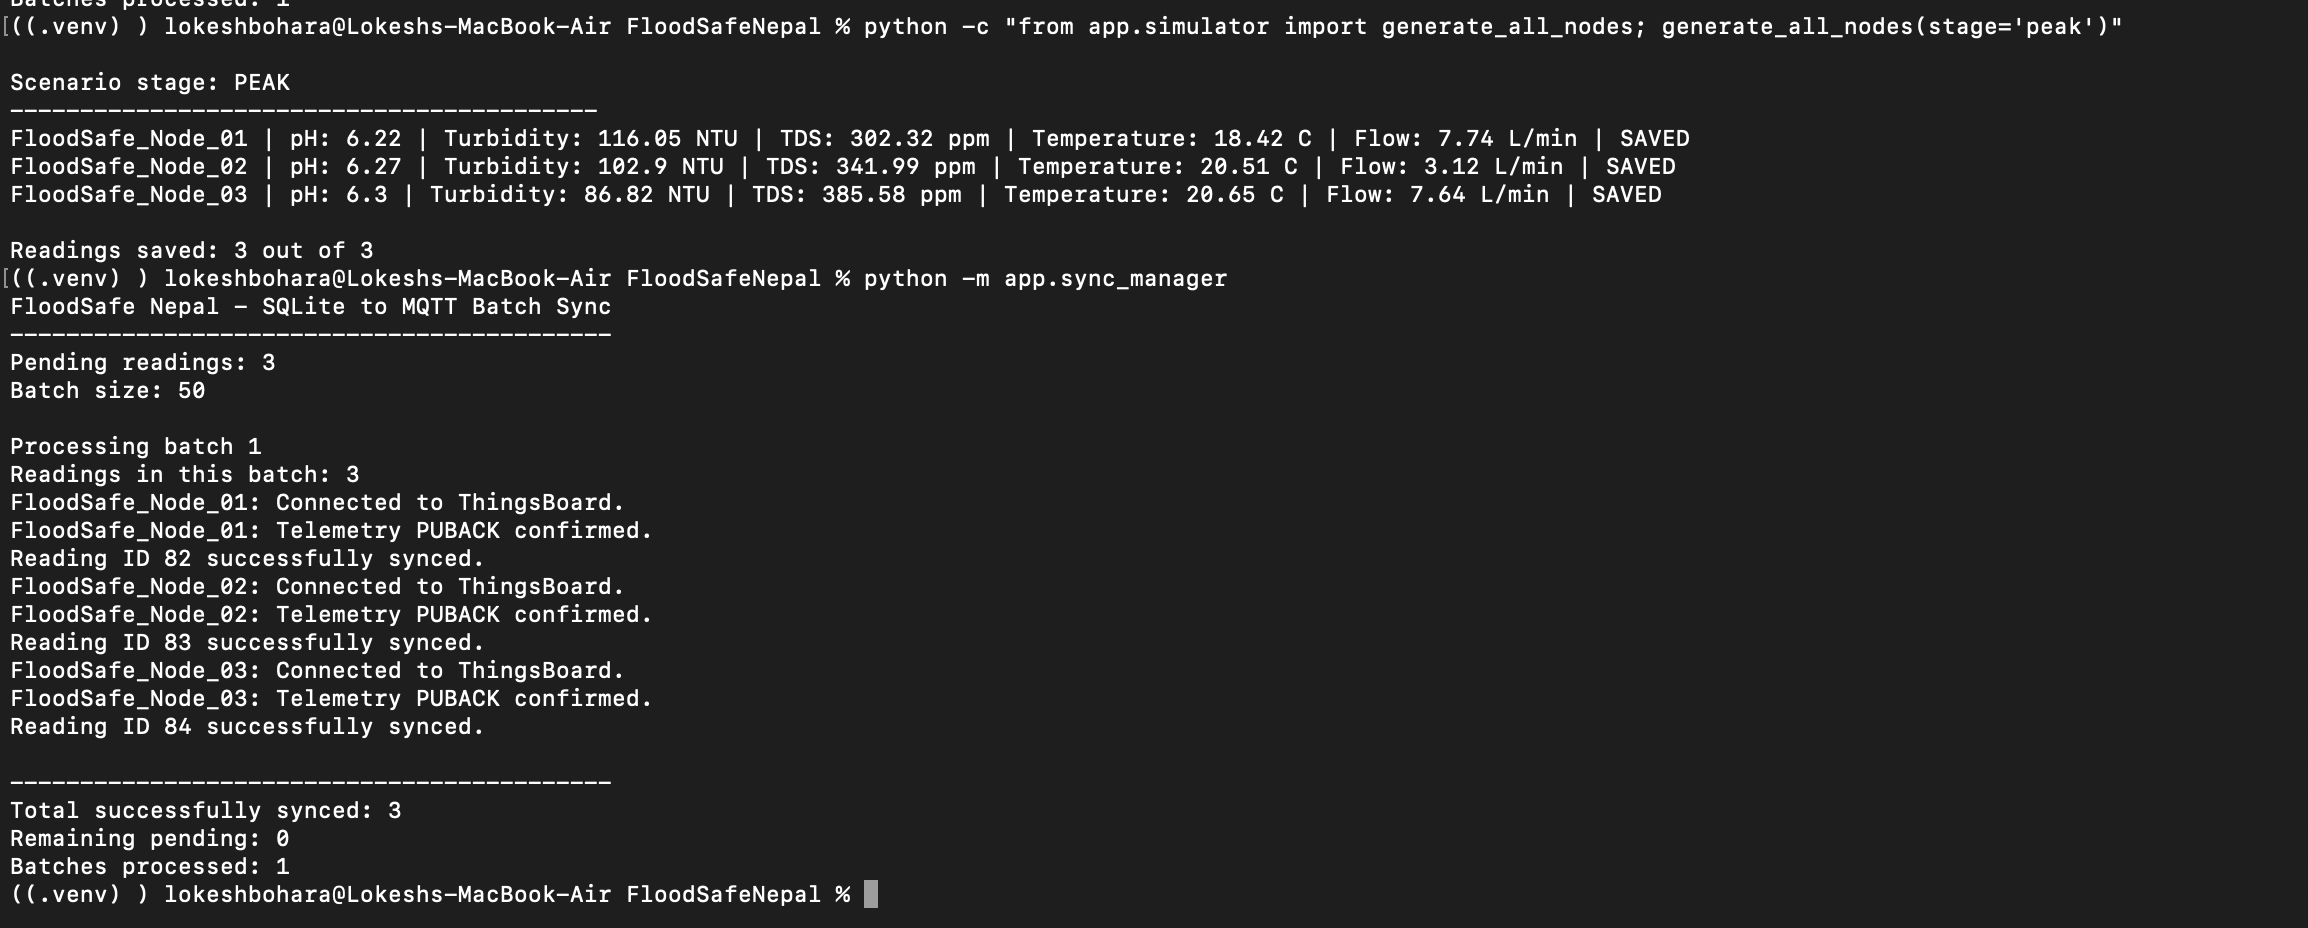 Batches processed: 1
[((.venv) ) lokeshbohara@Lokeshs-MacBook-Air FloodSafeNepal % python -c "from app.simulator import generate_all_nodes; generate_all_nodes(stage='peak')"
Scenario stage: PEAK
------------------------------------------
FloodSafe_Node_01 | pH: 6.22 | Turbidity: 116.05 NTU | TDS: 302.32 ppm | Temperature: 18.42 C | Flow: 7.74 L/min | SAVED
FloodSafe_Node_02 | pH: 6.27 | Turbidity: 102.9 NTU | TDS: 341.99 ppm | Temperature: 20.51 C | Flow: 3.12 L/min | SAVED
FloodSafe_Node_03 | pH: 6.3 | Turbidity: 86.82 NTU | TDS: 385.58 ppm | Temperature: 20.65 C | Flow: 7.64 L/min | SAVED
Readings saved: 3 out of 3
[((.venv) ) lokeshbohara@Lokeshs-MacBook-Air FloodSafeNepal % python -m app.sync_manager
FloodSafe Nepal - SQLite to MQTT Batch Sync
-------------------------------------------
Pending readings: 3
Batch size: 50
Processing batch 1
Readings in this batch: 3
FloodSafe_Node_01: Connected to ThingsBoard.
FloodSafe_Node_01: Telemetry PUBACK confirmed.
Reading ID 82 successfully synced.
FloodSafe_Node_02: Connected to ThingsBoard.
FloodSafe_Node_02: Telemetry PUBACK confirmed.
Reading ID 83 successfully synced.
FloodSafe_Node_03: Connected to ThingsBoard.
FloodSafe_Node_03: Telemetry PUBACK confirmed.
Reading ID 84 successfully synced.
-------------------------------------------
Total successfully synced: 3
Remaining pending: 0
Batches processed: 1
((.venv) ) lokeshbohara@Lokeshs-MacBook-Air FloodSafeNepal %